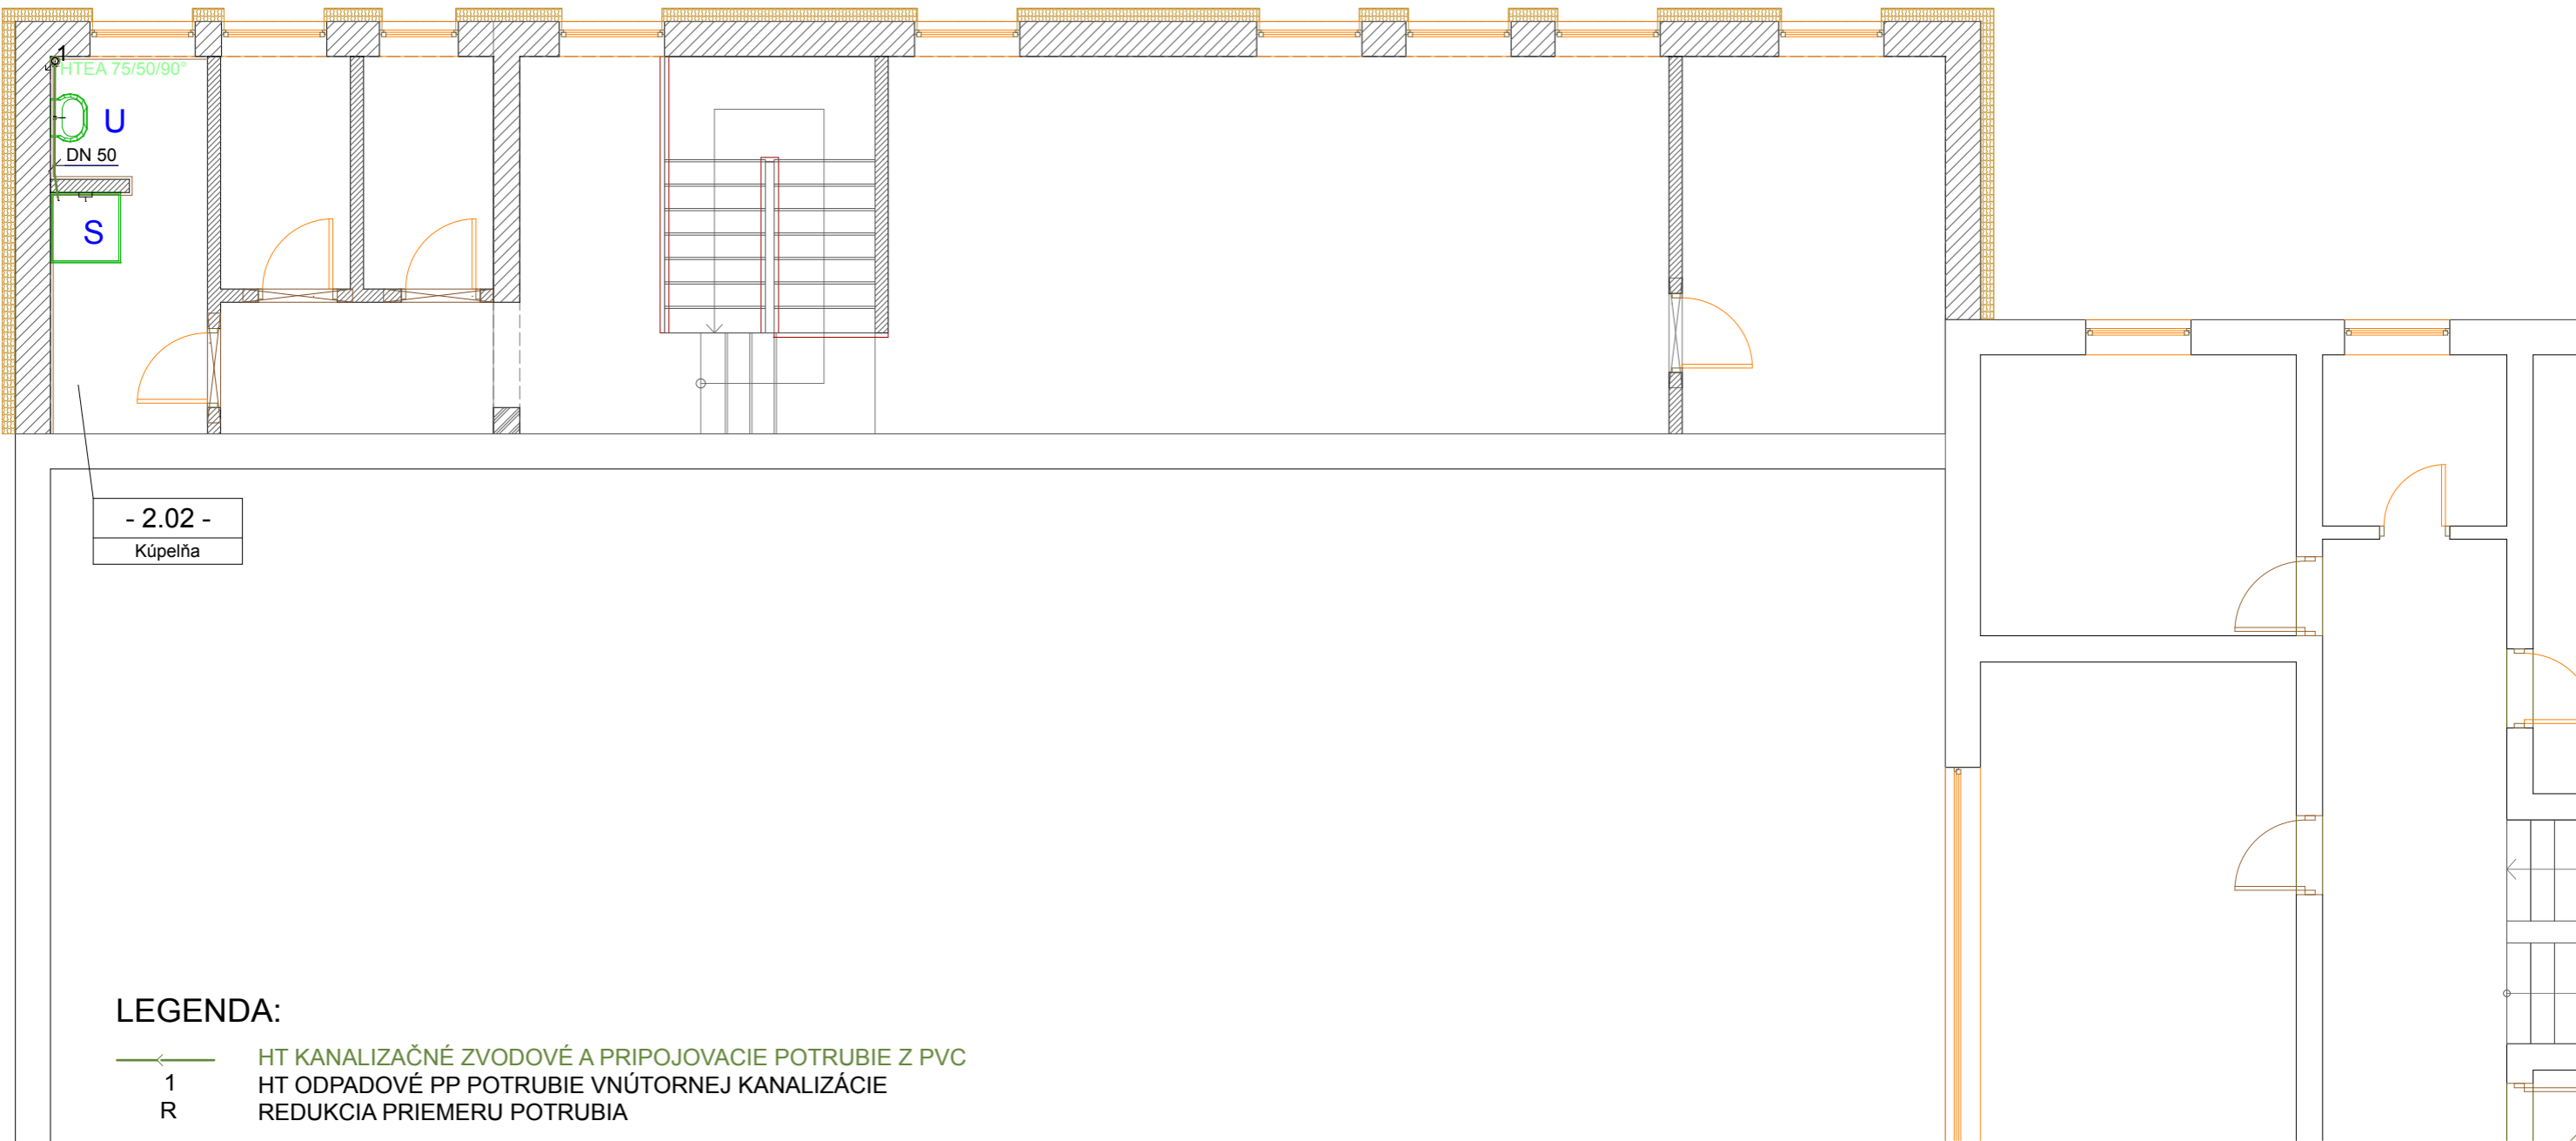 1
HTEA 75/50/90°
U
DN 50
S
- 2.02 -
Kúpelňa
LEGENDA:
HT KANALIZAČNÉ ZVODOVÉ A PRIPOJOVACIE POTRUBIE Z PVC
1 HT ODPADOVÉ PP POTRUBIE VNÚTORNEJ KANALIZÁCIE
R REDUKCIA PRIEMERU POTRUBIA